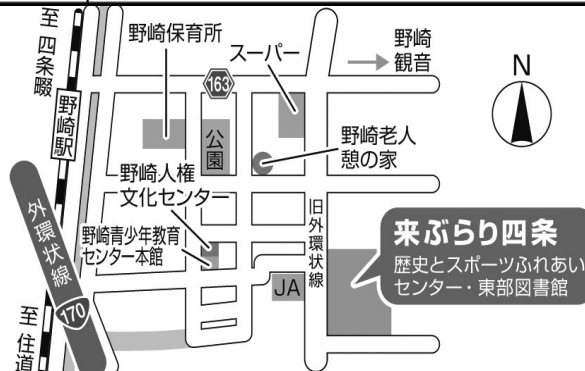 至
四条畷
野崎駅
外環状線
170
至
住道
野崎保育所
163
スーパー
野崎
観音
N
公園
野崎老人
憩の家
野崎人権
文化センター
野崎青少年教育
センター本館
旧外環状線
JA
来ぶらり四条
歴史とスポーツふれあい
センター・東部図書館